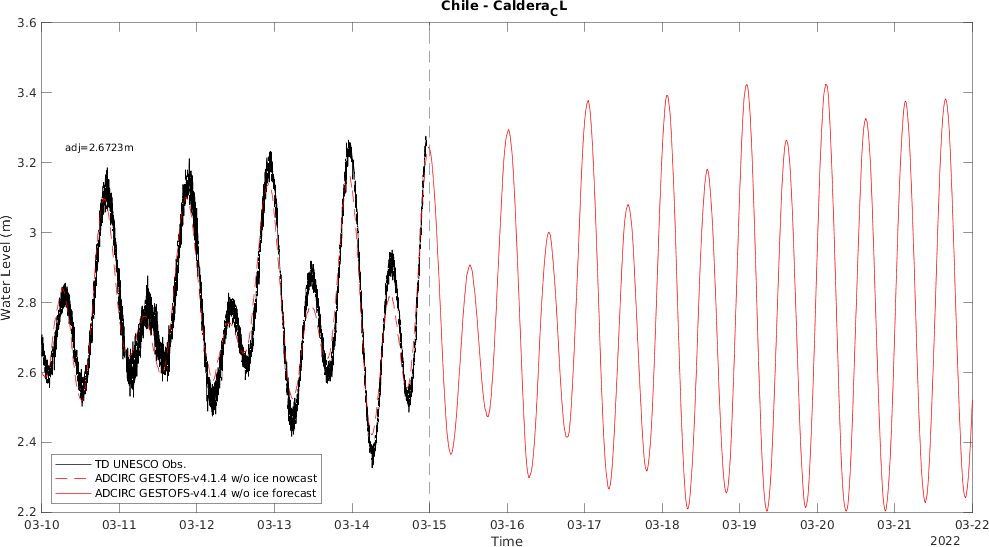 Chile - Caldera_CL
3.6
3.4
3.2
3
2.8
2.6
2.4
2.2
Water Level (m)
adj=2.6723m
TD UNESCO Obs.
ADCIRC GESTOFS-v4.1.4 w/o ice nowcast
ADCIRC GESTOFS-v4.1.4 w/o ice forecast
03-10 03-11 03-12 03-13 03-14 03-15 03-16 03-17 03-18 03-19 03-20 03-21 03-22
Time
2022